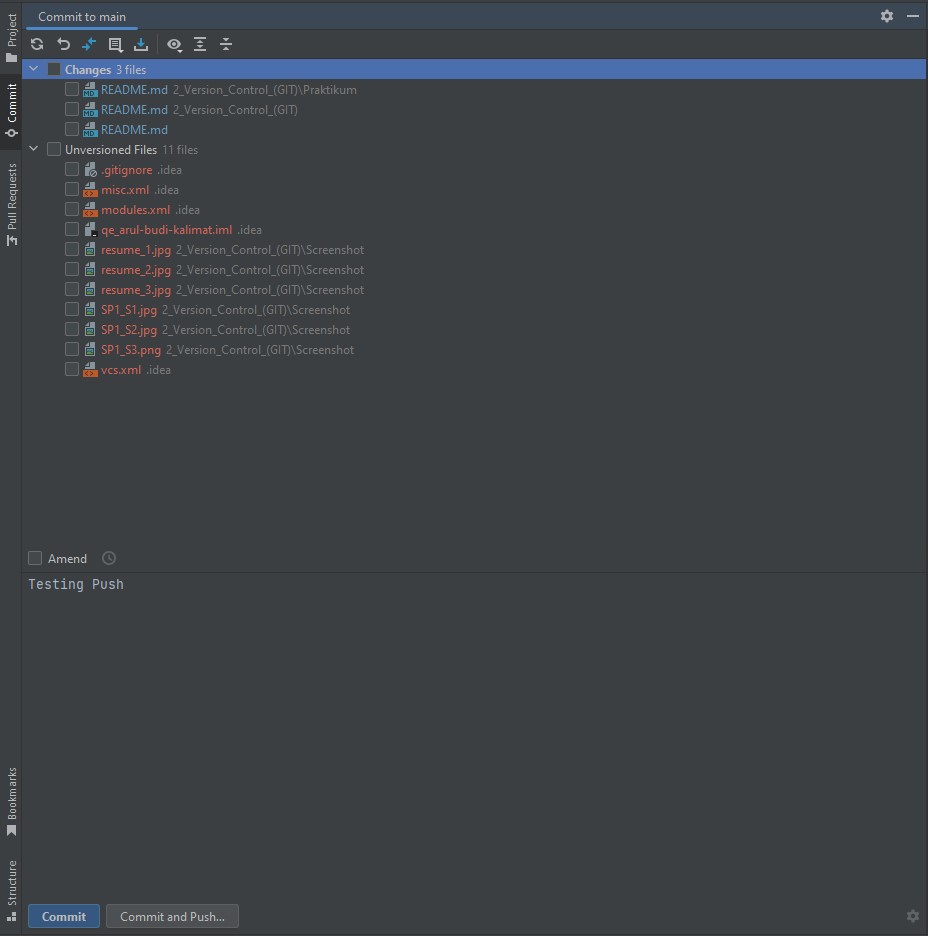 Commit to main
Project
Commit
Pull Requests
Changes 3 files
README.md 2_Version_Control_(GIT)\Praktikum
README.md 2_Version_Control_(GIT)
README.md
Unversioned Files 11 files
.gitignore .idea
misc.xml .idea
modules.xml .idea
qe_arul-budi-kalimat.iml .idea
resume_1.jpg 2_Version_Control_(GIT)\Screenshot
resume_2.jpg 2_Version_Control_(GIT)\Screenshot
resume_3.jpg 2_Version_Control_(GIT)\Screenshot
SP1_S1.jpg 2_Version_Control_(GIT)\Screenshot
SP1_S2.jpg 2_Version_Control_(GIT)\Screenshot
SP1_S3.png 2_Version_Control_(GIT)\Screenshot
vcs.xml .idea
Amend
Testing Push
Bookmarks
Structure
Commit
Commit and Push...